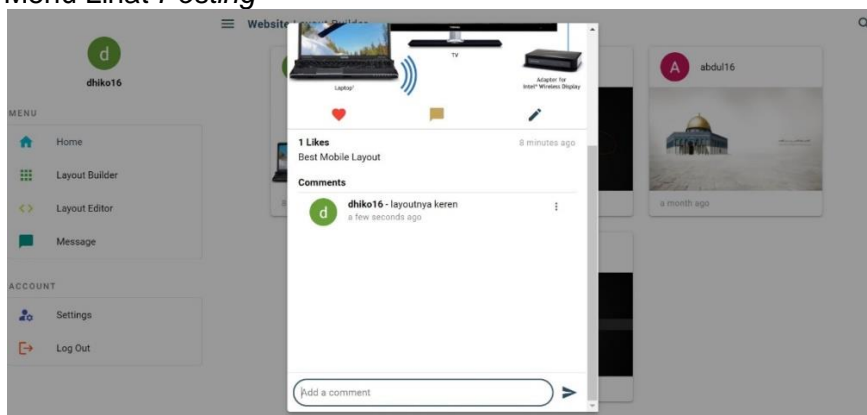 Menu Lihat Posting
Website Layout Builder
d
dhiko16
MENU
Home
Layout Builder
Layout Editor
Message
ACCOUNT
Settings
Log Out
Laptop²
TV
Adapter for
Intel® Wireless Display
1 Likes
8 minutes ago
Best Mobile Layout
Comments
d
dhiko16 - layoutnya keren
a few seconds ago
Add a comment
A
abdul16
a month ago